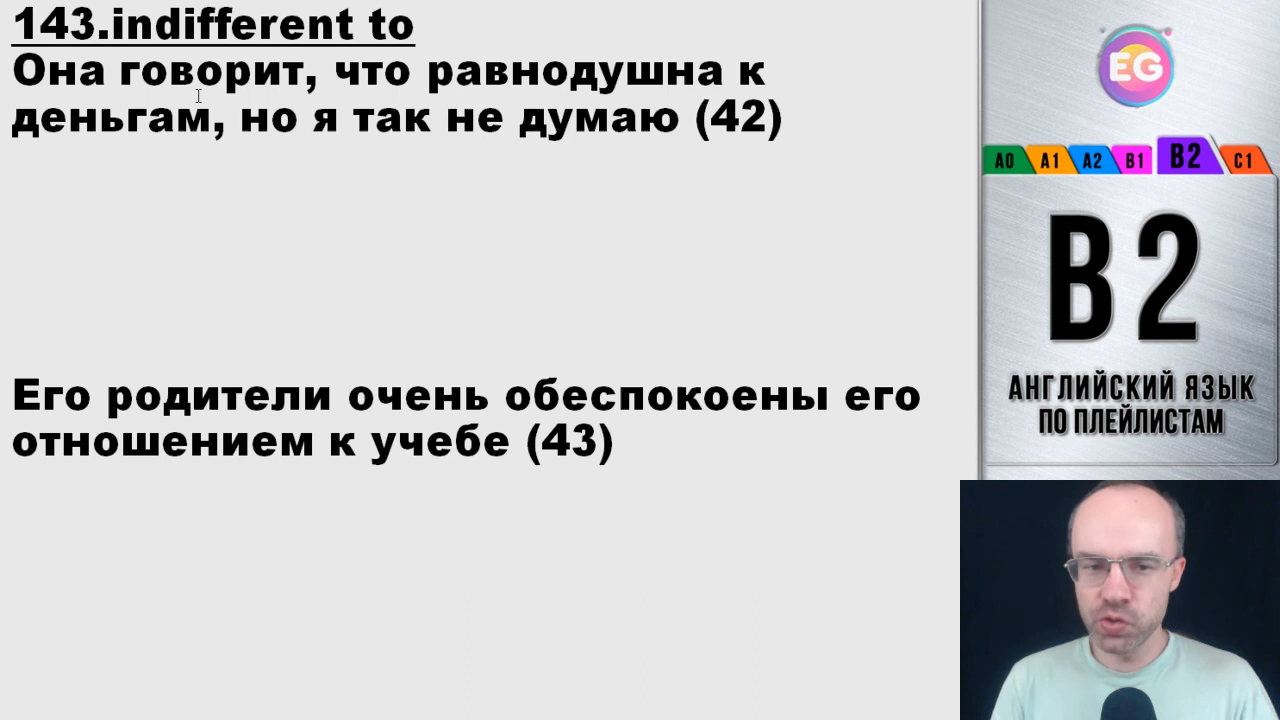 143.indifferent to
Она говорит, что равнодушна к
деньгам, но я так не думаю (42)
Его родители очень обеспокоены его
отношением к учебе (43)
EG
A0 A1 A2 B1 B2 C1
B2
АНГЛИЙСКИЙ ЯЗЫК
ПО ПЛЕЙЛИСТАМ